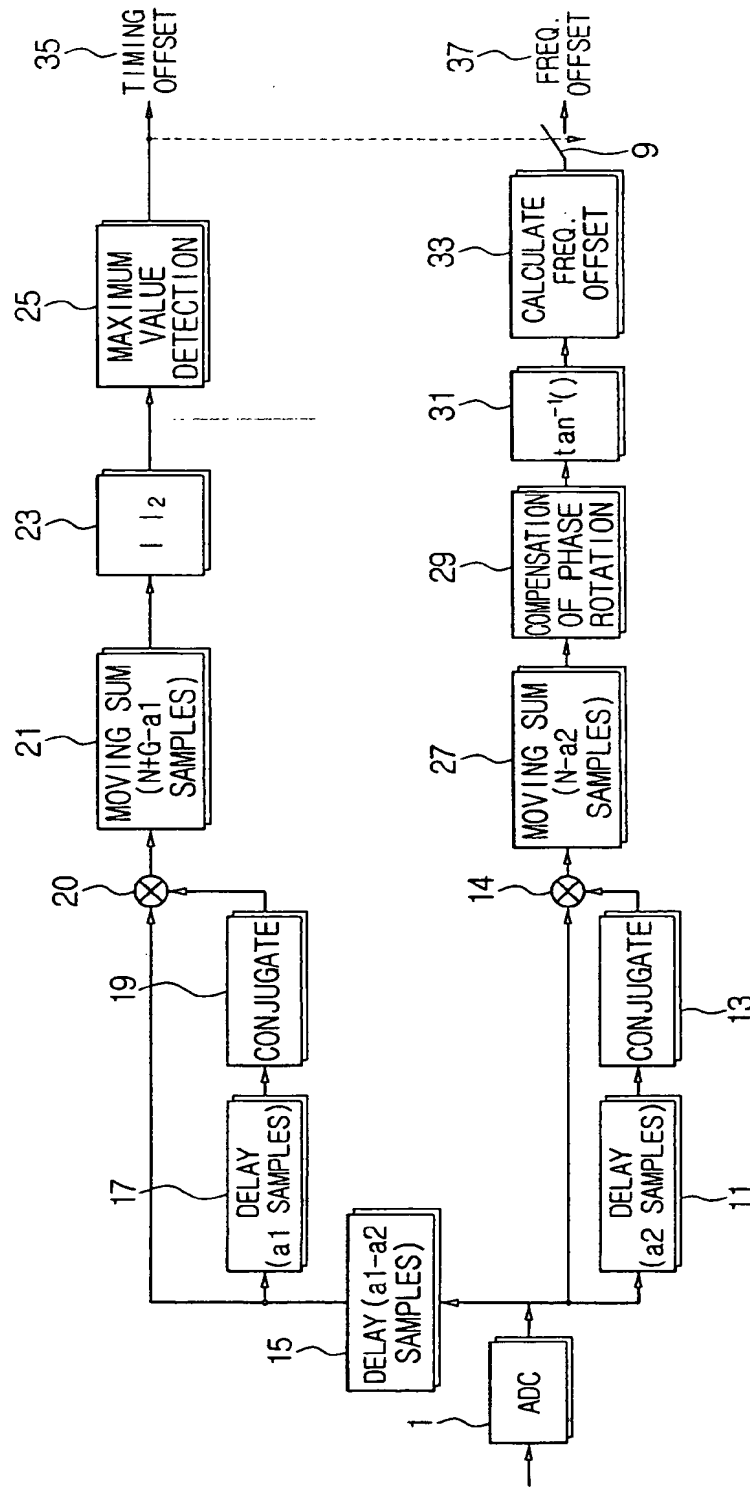 35
TIMING
OFFSET
25
MAXIMUM
VALUE
DETECTION
23
| |2
21
MOVING SUM
(N+G-a1
SAMPLES)
20
19
CONJUGATE
17
DELAY
(a1 SAMPLES)
15
DELAY (a1-a2
SAMPLES)
1
ADC
37
FREQ.
OFFSET
9
33
CALCULATE
FREQ.
OFFSET
31
tan-1()
29
COMPENSATION
OF PHASE
ROTATION
27
MOVING SUM
(N-a2
SAMPLES)
14
CONJUGATE
13
DELAY
(a2 SAMPLES)
11